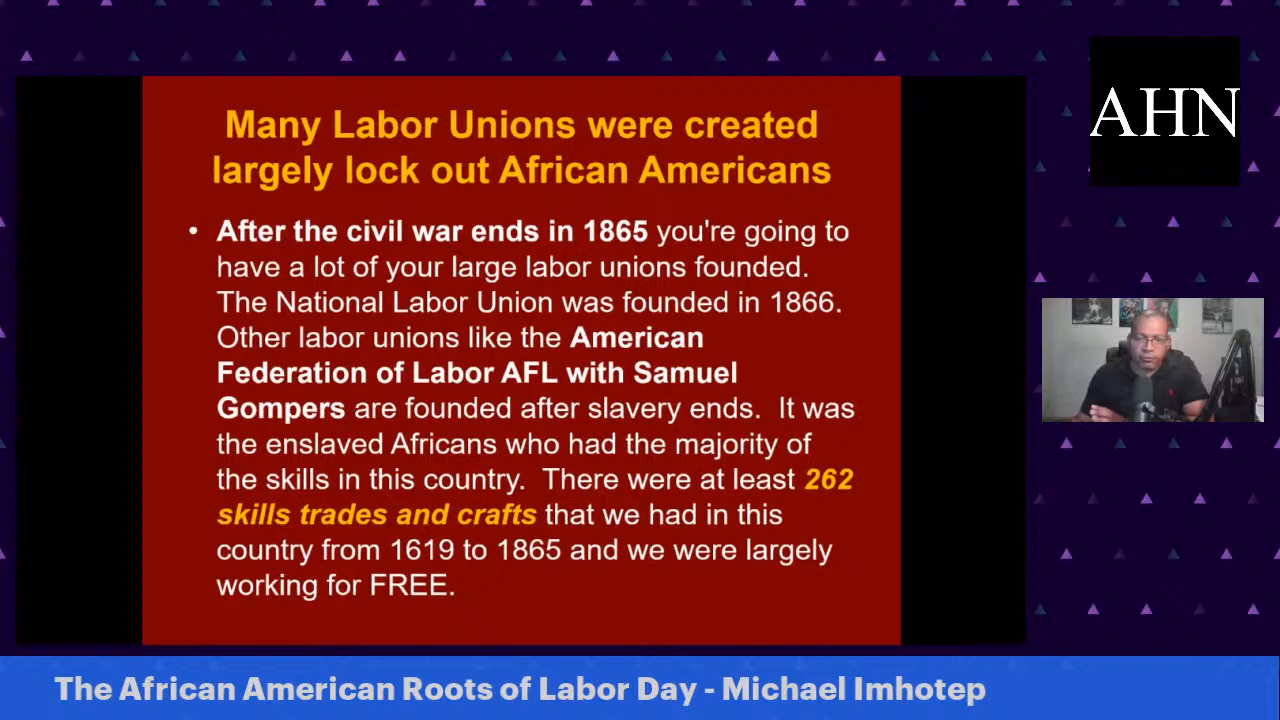 Many Labor Unions were created
largely lock out African Americans
AHN
• After the civil war ends in 1865 you're going to
have a lot of your large labor unions founded.
The National Labor Union was founded in 1866.
Other labor unions like the American
Federation of Labor AFL with Samuel
Gompers are founded after slavery ends.  It was
the enslaved Africans who had the majority of
the skills in this country.  There were at least 262
skills trades and crafts that we had in this
country from 1619 to 1865 and we were largely
working for FREE.
The African American Roots of Labor Day - Michael Imhotep